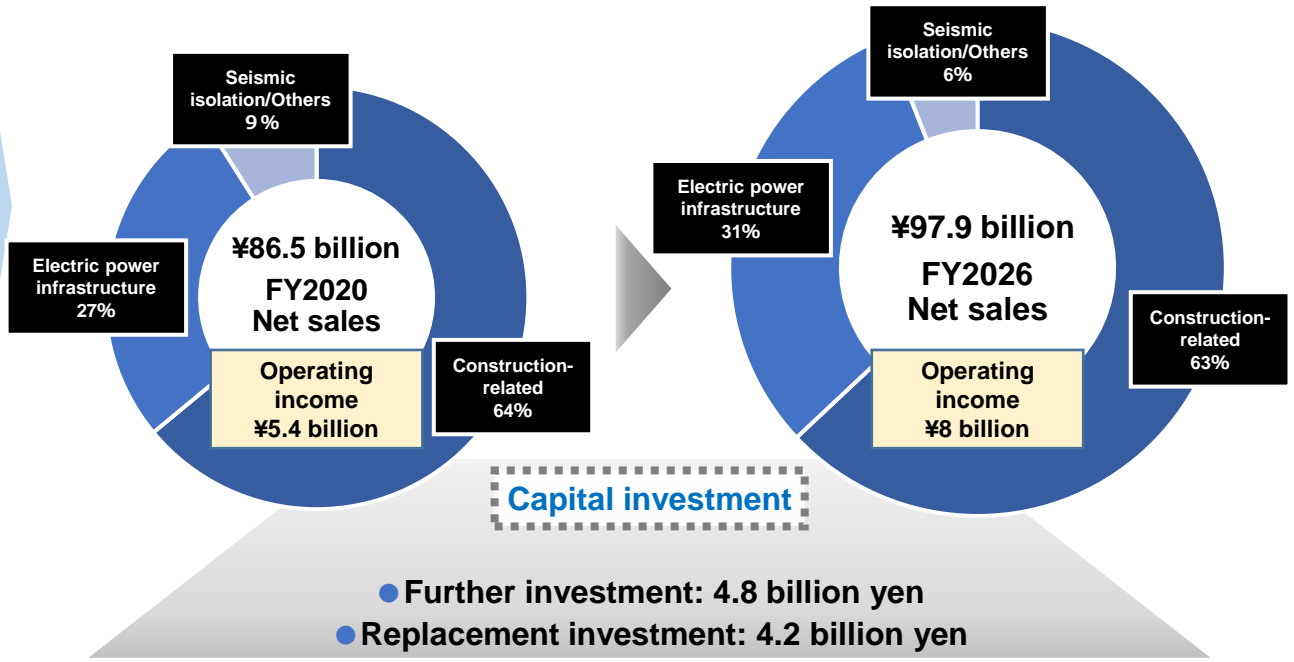 Seismic
isolation/Others
9%
Electric power
infrastructure
27%
¥86.5 billion
FY2020
Net sales
Operating
income
¥5.4 billion
Construction-
related
64%
Seismic
isolation/Others
6%
Electric power
infrastructure
31%
¥97.9 billion
FY2026
Net sales
Operating
income
¥8 billion
Construction-
related
63%
Capital investment
Further investment: 4.8 billion yen
Replacement investment: 4.2 billion yen